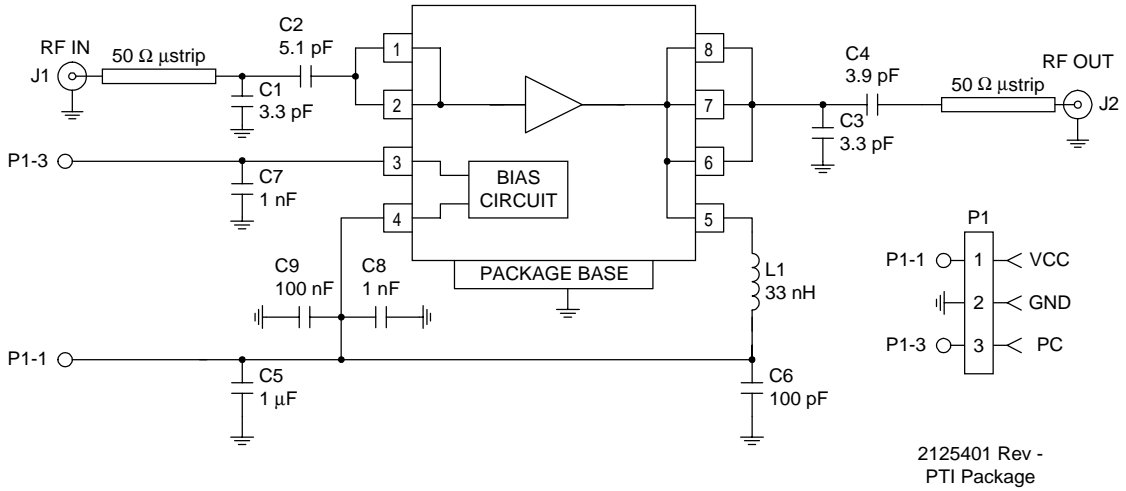 RF IN
J1
50 Ω µstrip
C1
3.3 pF
C2
5.1 pF
1
2
3
4
8
7
6
5
C4
3.9 pF
C3
3.3 pF
50 Ω µstrip
RF OUT
J2
P1-3
C7
1 nF
BIAS
CIRCUIT
PACKAGE BASE
C9
100 nF
C8
1 nF
L1
33 nH
P1-1
C5
1 µF
C6
100 pF
P1
P1-1
1
VCC
2
GND
P1-3
3
PC
2125401 Rev -
PTI Package